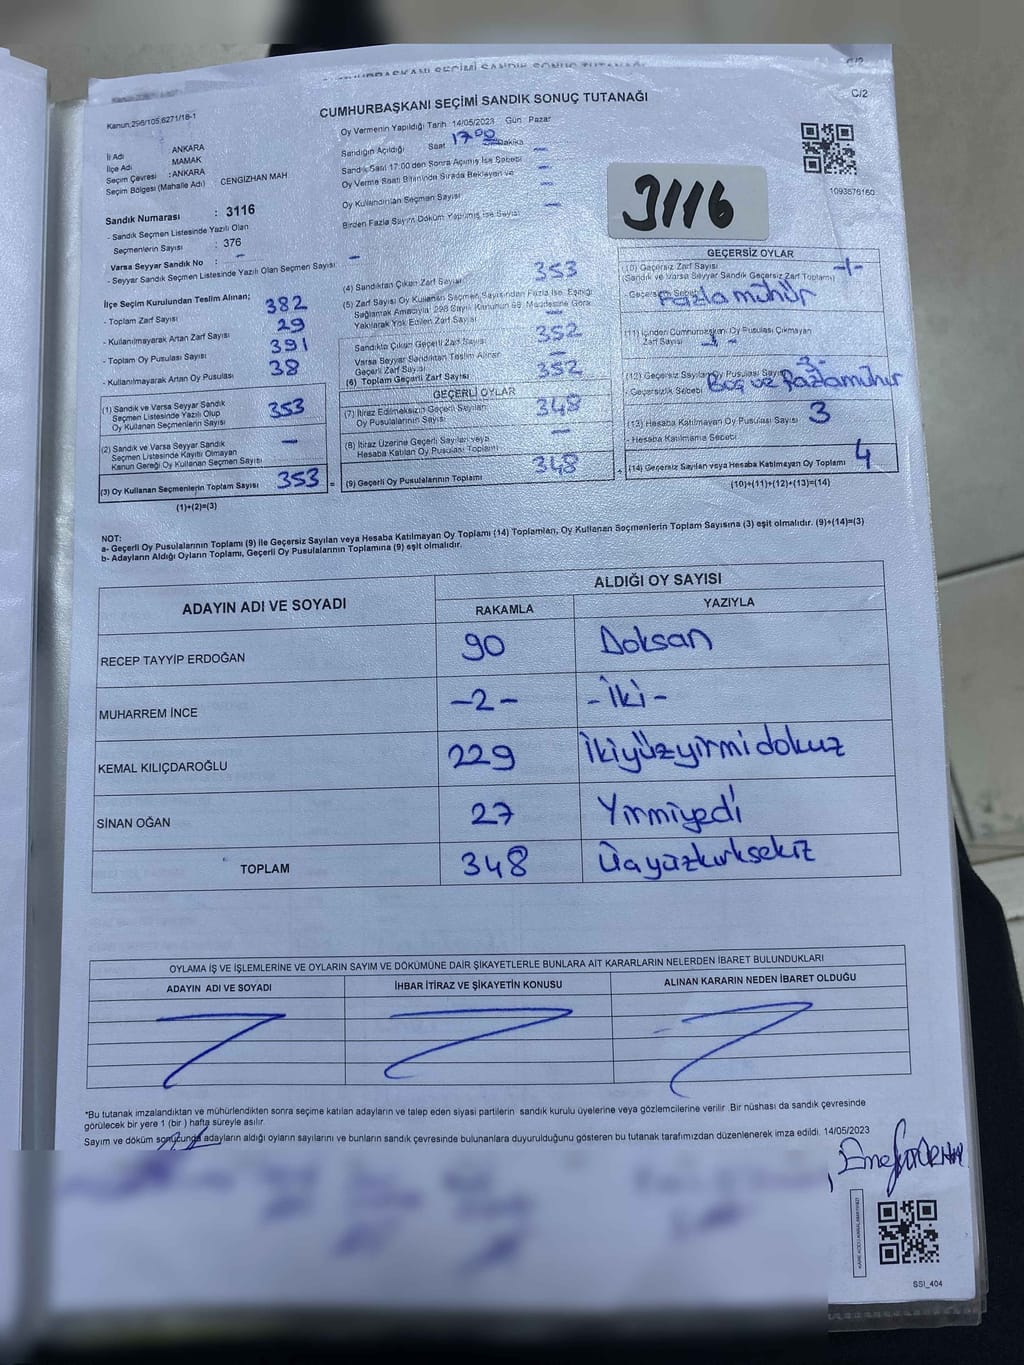 C/2
CUMHURBAŞKANI SEÇİMİ SANDIK SONUÇ TUTANAĞI
Kanun,298/105,6271/18-1
Oy Vermenin Yapıldığı Tarih 14/05/2023 Gün: Pazar
Sandığın Açıldığı Saat 17:00 Dakika
Sandık Saat 17:00'den Sonra Açılmış İse Sebebi -
Oy Verme Saati Bitiminde Sırada Bekleyen ve
Oy Kullandırılan Seçmen Sayısı -
Birden Fazla Sayım Döküm Yapılmış ise Sayısı -
İl Adı : ANKARA
İlçe Adı : MAMAK
Seçim Çevresi : ANKARA
Seçim Bölgesi (Mahalle Adı) CENGİZHAN MAH
Sandık Numarası : 3116
- Sandık Seçmen Listesinde Yazılı Olan
Seçmenlerin Sayısı : 376
Varsa Seyyar Sandık No : -
- Seyyar Sandık Seçmen Listesinde Yazılı Olan Seçmen Sayısı -
3116
1093576160
İlçe Seçim Kurulundan Teslim Alınan;
- Toplam Zarf Sayısı 382
- Kullanılmayarak Artan Zarf Sayısı 29
- Toplam Oy Pusulası Sayısı 391
- Kullanılmayarak Artan Oy Pusulası 38
(1) Sandık ve Varsa Seyyar Sandık
Seçmen Listesinde Yazılı Olup
Oy Kullanan Seçmenlerin Sayısı 353
(2) Sandık ve Varsa Seyyar Sandık
Seçmen Listesinde Kayıtlı Olmayan
Kanun Gereği Oy Kullanan Seçmen Sayısı -
(3) Oy Kullanan Seçmenlerin Toplam Sayısı 353 =
(1)+(2)=(3)
(4) Sandıktan Çıkan Zarf Sayısı 353
(5) Zarf Sayısı Oy Kullanan Seçmen Sayısından Fazla İse, Eşitliği
Sağlamak Amacıyla 298 Sayılı Kanunun 98. Maddesine Göre
Yakılarak Yok Edilen Zarf Sayısı -
Sandıkta Çıkan Geçerli Zarf Sayısı 352
Varsa Seyyar Sandıktan Teslim Alınan
Geçerli Zarf Sayısı -
(6) Toplam Geçerli Zarf Sayısı 352
GEÇERLİ OYLAR
(7) İtiraz Edilmeksizin Geçerli Sayılan
Oy Pusulası Sayısı 348
(8) İtiraz Üzerine Geçerli Sayılan veya
Hesaba Katılan Oy Pusulası Toplamı -
(9) Geçerli Oy Pusulalarının Toplamı 348 +
GEÇERSİZ OYLAR
(10) Geçersiz Zarf Sayısı -1-
(Sandık ve Varsa Seyyar Sandık Geçersiz Zarf Toplamı)
- Geçersizlik Sebebi Fazla mühür
(11) İçinden Cumhurbaşkanı Oy Pusulası Çıkmayan
Zarf Sayısı
(12) Geçersiz Sayılan Oy Pusulası Sayısı -3-
- Geçersizlik Sebebi Boş ve Fazla mühür
(13) Hesaba Katılmayan Oy Pusulası Sayısı 3
- Hesaba Katılmama Sebebi
(14) Geçersiz Sayılan veya Hesaba Katılmayan Oy Toplamı 4
(10)+(11)+(12)+(13)=(14)
NOT:
a- Geçerli Oy Pusulalarının Toplamı (9) ile Geçersiz Sayılan veya Hesaba Katılmayan Oy Toplamı (14) Toplamları, Oy Kullanan Seçmenlerin Toplam Sayısına (3) eşit olmalıdır. (9)+(14)=(3)
b- Adayların Aldığı Oyların Toplamı, Geçerli Oy Pusulalarının Toplamına (9) eşit olmalıdır.
ADAYIN ADI VE SOYADI
ALDIĞI OY SAYISI
RAKAMLA YAZIYLA
RECEP TAYYİP ERDOĞAN 90 Doksan
MUHARREM İNCE -2- -İki-
KEMAL KILIÇDAROĞLU 229 İkiyüzyirmidokuz
SİNAN OĞAN 27 Yirmiyedi
TOPLAM 348 Üçyüzkırksekiz
OYLAMA İŞ VE İŞLEMLERİNE VE OYLARIN SAYIM VE DÖKÜMÜNE DAİR ŞİKAYETLERLE BUNLARA AİT KARARLARIN NELERDEN İBARET BULUNDUKLARI
ADAYIN ADI VE SOYADI İHBAR İTİRAZ VE ŞİKAYETİN KONUSU ALINAN KARARIN NEDEN İBARET OLDUĞU
*Bu tutanak imzalandıktan ve mühürlendikten sonra seçime katılan adayların ve talep eden siyasi partilerin sandık kurulu üyelerine veya gözlemcilerine verilir. Bir nüshası da sandık çevresinde
görülecek bir yere 1 (bir) hafta süreyle asılır.
Sayım ve döküm sonucunda adayların aldığı oyların sayılarını ve bunların sandık çevresinde bulunanlara duyurulduğunu gösteren bu tutanak tarafımızdan düzenlenerek imza edildi. 14/05/2023
SSI_404